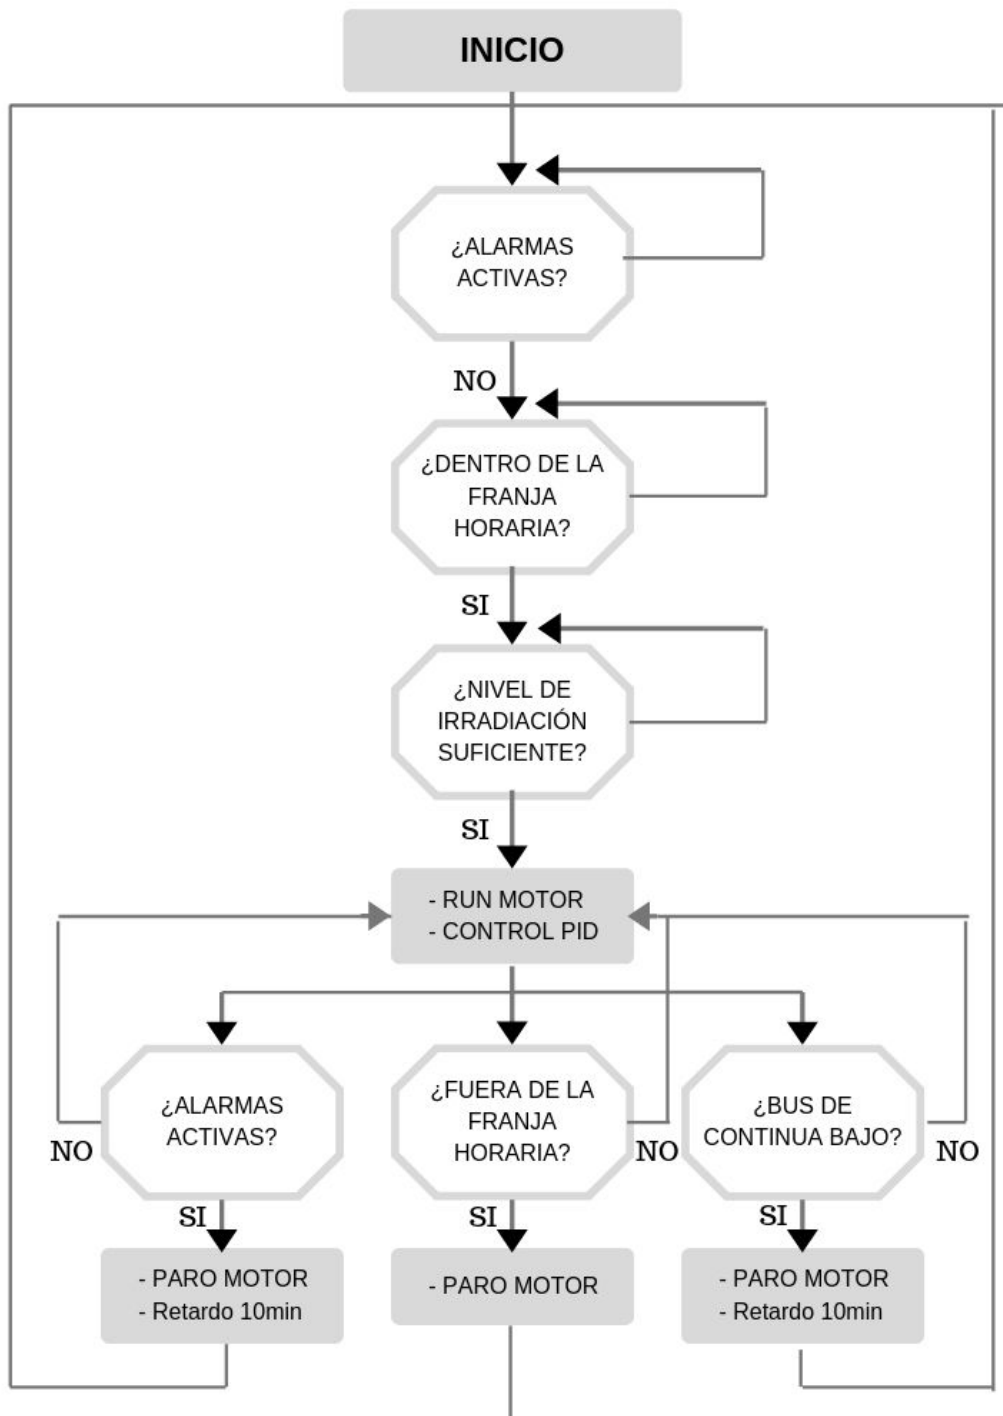 INICIO
¿ALARMAS
ACTIVAS?
NO
¿DENTRO DE LA
FRANJA
HORARIA?
SI
¿NIVEL DE
IRRADIACIÓN
SUFICIENTE?
SI
- RUN MOTOR
- CONTROL PID
¿ALARMAS
ACTIVAS?
NO
SI
¿FUERA DE LA
FRANJA
HORARIA?
NO
SI
¿BUS DE
CONTINUA BAJO?
NO
SI
- PARO MOTOR
- Retardo 10min
- PARO MOTOR
- PARO MOTOR
- Retardo 10min